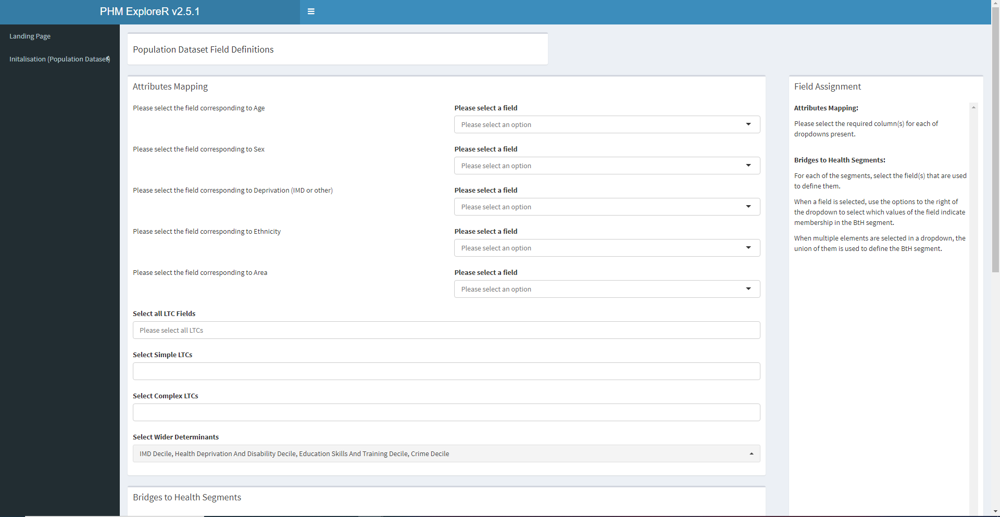 PHM ExploreR v2.5.1
Landing Page
Initalisation (Population Dataset)
Population Dataset Field Definitions
Attributes Mapping
Please select the field corresponding to Age
Please select a field
Please select an option
Please select the field corresponding to Sex
Please select a field
Please select an option
Please select the field corresponding to Deprivation (IMD or other)
Please select a field
Please select an option
Please select the field corresponding to Ethnicity
Please select a field
Please select an option
Please select the field corresponding to Area
Please select a field
Please select an option
Select all LTC Fields
Please select all LTCs
Select Simple LTCs
Select Complex LTCs
Select Wider Determinants
IMD Decile, Health Deprivation And Disability Decile, Education Skills And Training Decile, Crime Decile
Bridges to Health Segments
Field Assignment
Attributes Mapping:
Please select the required column(s) for each of
dropdowns present.
Bridges to Health Segments:
For each of the segments, select the field(s) that are used
to define them.
When a field is selected, use the options to the right of
the dropdown to select which values of the field indicate
membership in the BtH segment.
When multiple elements are selected in a dropdown, the
union of them is used to define the BtH segment.